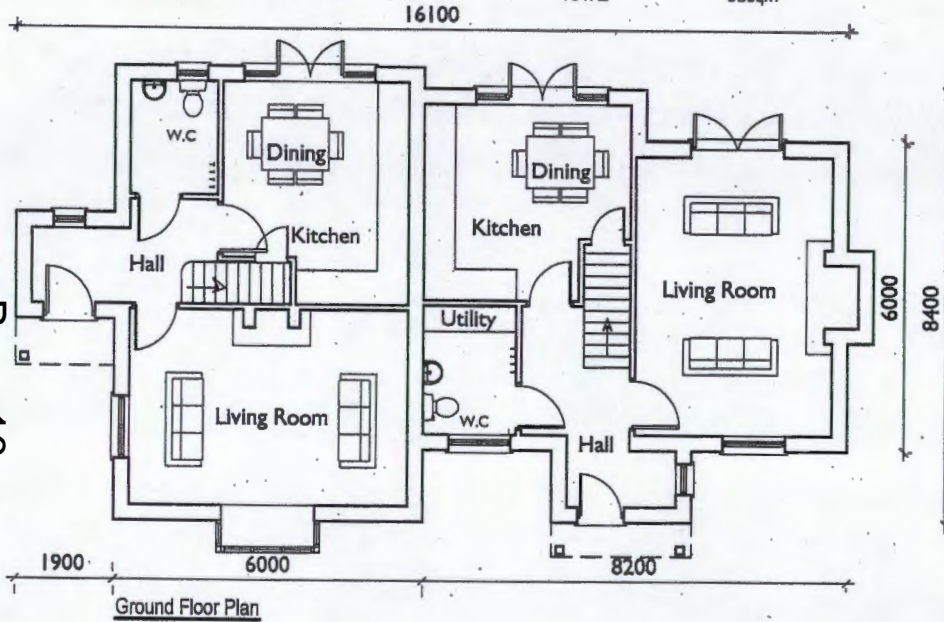 16100
W.C
Dining
Kitchen
Hall
Living Room
Dining
Kitchen
Utility
W.C
Hall
Living Room
6000
8400
1900
6000
8200
Ground Floor Plan